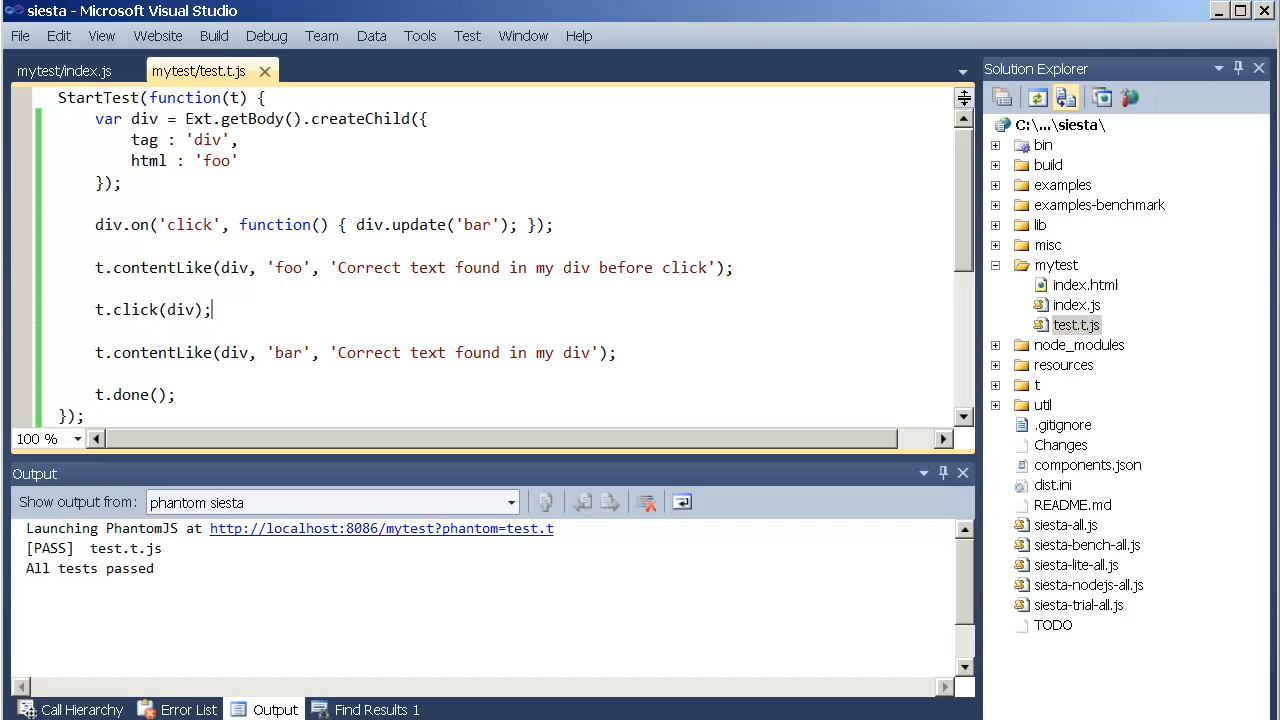 siesta - Microsoft Visual Studio
File Edit View Website Build Debug Team Data Tools Test Window Help
mytest/index.js mytest/test.t.js
StartTest(function(t) {
var div = Ext.getBody().createChild({
tag : 'div',
html : 'foo'
});
div.on('click', function() { div.update('bar'); });
t.contentLike(div, 'foo', 'Correct text found in my div before click');
t.click(div);
t.contentLike(div, 'bar', 'Correct text found in my div');
t.done();
});
100 %
Output
Show output from: phantom siesta
Launching PhantomJS at http://localhost:8086/mytest?phantom=test.t
[PASS] test.t.js
All tests passed
Call Hierarchy Error List Output Find Results 1
Solution Explorer
C:\...\siesta\
bin
build
examples
examples-benchmark
lib
misc
mytest
index.html
index.js
test.t.js
node_modules
resources
t
util
.gitignore
Changes
components.json
dist.ini
README.md
siesta-all.js
siesta-bench-all.js
siesta-lite-all.js
siesta-nodejs-all.js
siesta-trial-all.js
TODO